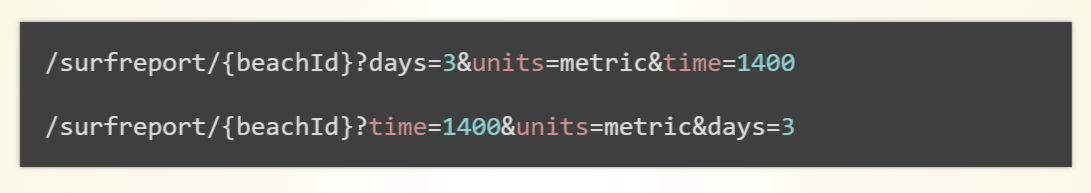 /surfreport/{beachId}?days=3&units=metric&time=1400
/surfreport/{beachId}?time=1400&units=metric&days=3